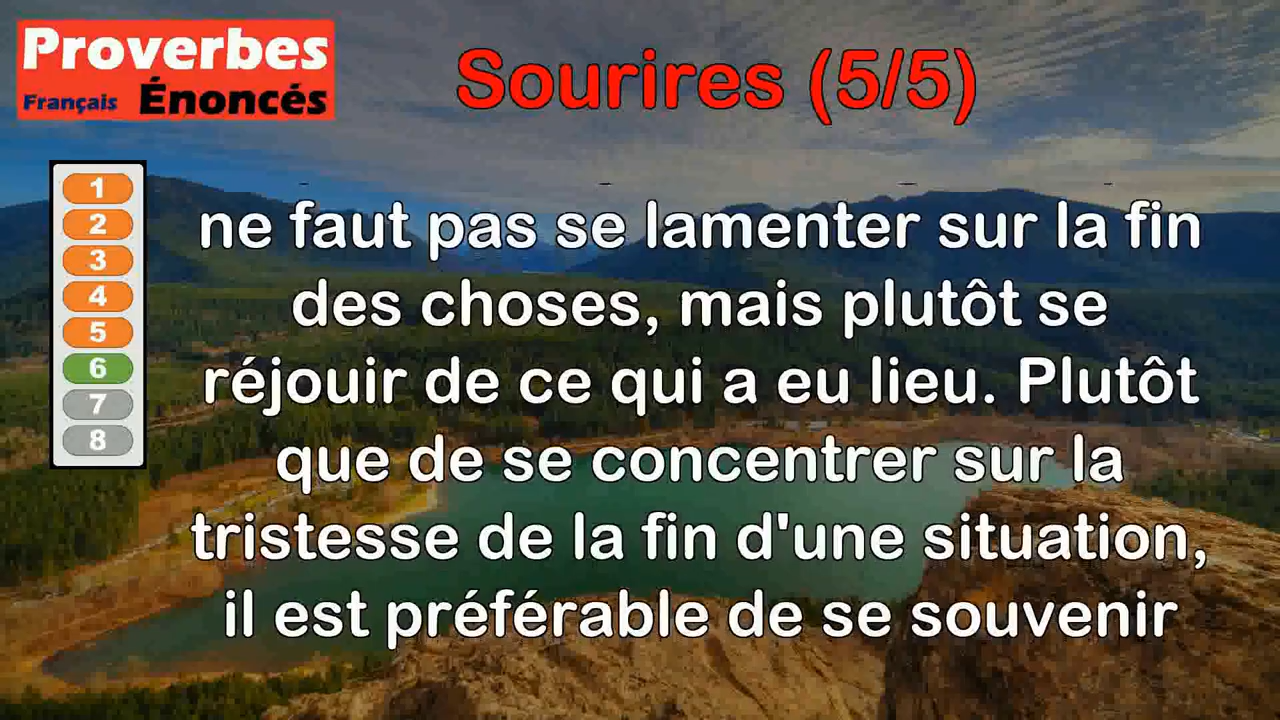 Proverbes
Français Énoncés
Sourires (5/5)
1
2
3
4
5
6
7
8
ne faut pas se lamenter sur la fin
des choses, mais plutôt se
réjouir de ce qui a eu lieu. Plutôt
que de se concentrer sur la
tristesse de la fin d'une situation,
il est préférable de se souvenir